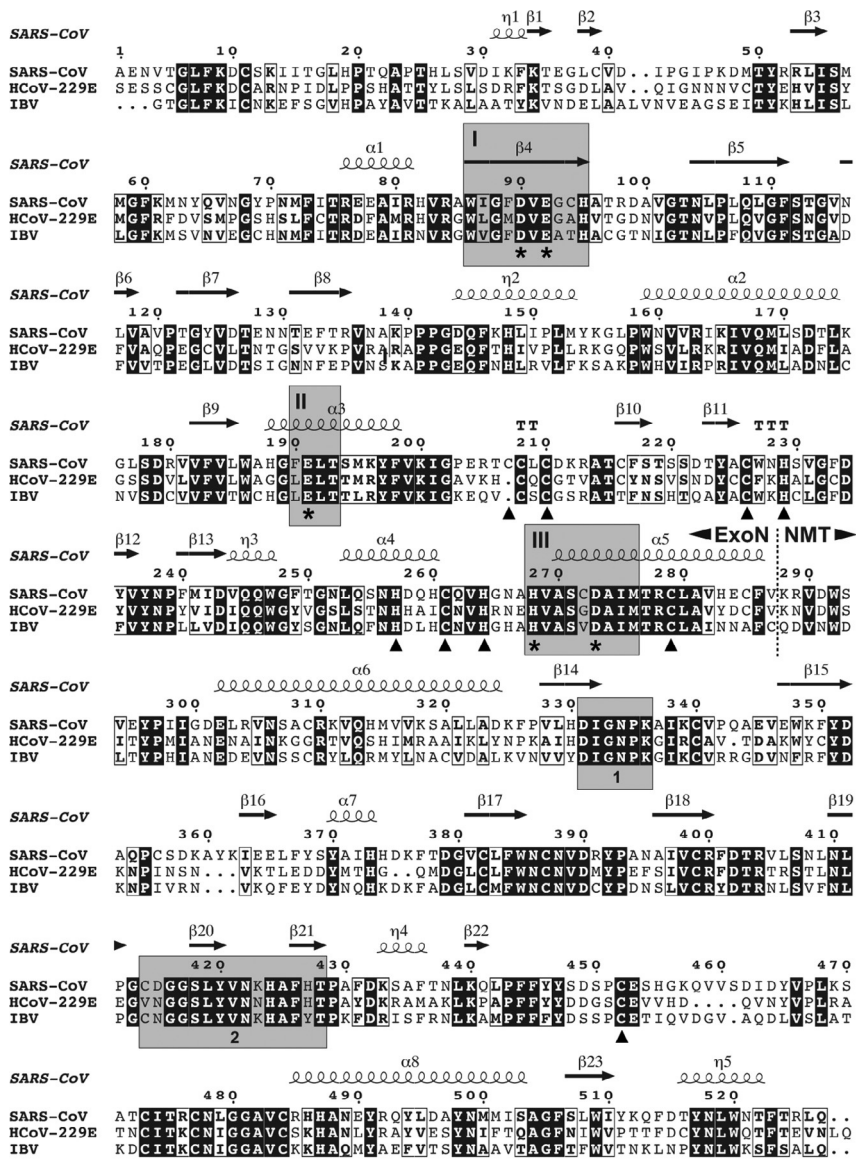 η1 β1 β2 β3
SARS-CoV
1 10 20 30 40 50
SARS-CoV AENVTGLFKDCSKIITGLHPTQAPTHLSVDIKFKTEGLCVD..IPGIPKDMTYRRLISM
HCoV-229E SESSCGLFKDCARNPIDLPPSHATTYLSLSDRFKTSGDLAV..QIGNNNVCTYEHVISY
IBV ...GTGLFKICNKEFSGVHPAYAVTTKALAATYKVNDELAALVNVEAGSEITYKHLISL
I
SARS-CoV α1 β4 β5
60 70 80 90 100 110
SARS-CoV MGFKMNYQVNGYPNMFITREEAIRHVRAWIGFDVEGCHATRDAVGTNLPLQLGFSTGVN
HCoV-229E MGFRFDVSMPGSHSLFCTRDFAMRHVRGWLGMDVEGAHVTGDNVGTNVPLQVGFSNGVD
IBV LGFKMSVNVEGCHNMFITRDEAIRNVRGWVGFDVEATHACGTNIGTNLPFQVGFSTGAD
* *
β6 β7 β8 η2 α2
SARS-CoV
120 130 140 150 160 170
SARS-CoV LVAVPTGYVDTENNTEFTRVNAKPPPGDQFKHLIPLMYKGLPWNVVRIKIVQMLSDTLK
HCoV-229E FVAQPEGCVLTNTGSVVKPVRARAPPGEQFTHIVPLLRKGQPWSVLRKRIVQMIADFLA
IBV FVVTPEGLVDTSIGNNFEPVNSKAPPGEQFNHLRVLFKSAKPWHVIRPRIVQMLADNLC
II
SARS-CoV β9 α3 TT β10 β11 TTT
180 190 200 210 220 230
SARS-CoV GLSDRVVFVLWAHGFELTSMKYFVKIGPERTCCLCDKRATCFSTSSDTYACWNHSVGFD
HCoV-229E GCSDVLVFVLWAGGLELTTMRYFVKIGAVKH.CQCGTVATCYNSVSNDYCCFKHALGCD
IBV NVSDCVVFVTWCHGLELTTLRYFVKIGKEQV.CSCGSRATTFNSHTQAYACWKHCLGFD
*
ExoN NMT
β12 β13 η3 α4 III α5
SARS-CoV
240 250 260 270 280 290
SARS-CoV YVYNPFMIDVQQWGFTGNLQSNHDQHCQVHGNAHVASCDAIMTRCLAVHECFVKRVDWS
HCoV-229E YVYNPYVIDIQQWGYVGSLSTNHHAICNVHRNEHVASGDAIMTRCLAVYDCFVKNVDWS
IBV FVYNPLLVDIQQWGYSGNLQFNHDLHCNVHGHAHVASVDAIMTRCLAINNAFCQDVNWD
* *
α6 β14 β15
SARS-CoV
300 310 320 330 340 350
SARS-CoV VEYPIIGDELRVNSACRKVQHMVVKSALLADKFPVLHDIGNPKAIKCVPQAEVEWKFYD
HCoV-229E ITYPMIANENAINKGGRTVQSHIMRAAIKLYNPKAIHDIGNPKGIRCAV.TDAKWYCYD
IBV LTYPHIANEDEVNSSCRYLQRMYLNACVDALKVNVVYDIGNPKGIKCVRRGDVNFRFYD
1
β16 α7 β17 β18 β19
SARS-CoV
360 370 380 390 400 410
SARS-CoV AQPCSDKAYKIEELFYSYAIHHDKFTDGVCLFWNCNVDRYPANAIVCRFDTRVLSNLNL
HCoV-229E KNPINSN...VKTLEYDYMTHG..QMDGLCLFWNCNVDMYPEFSIVCRFDTRTRSTLNL
IBV KNPIVRN...VKQFEYDYNQHKDKFADGLCMFWNCNVDCYPDNSLVCRYDTRNLSVFNL
β20 β21 η4 β22
SARS-CoV
420 430 440 450 460 470
SARS-CoV PGCDGGSLYVNKHAFHTPAFDKSAFTNLKQLPFFYYSDSPCESHGKQVVSDIDYVPLKS
HCoV-229E EGVNGGSLYVNNHAFHTPAYDKRAMAKLKPAPFFYYDDGSCEVVHD....QVNYVPLRA
IBV PGCNGGSLYVNKHAFYTPKFDRISFRNLKAMPFFFYDSSPCETIQVDGV.AQDLVSLAT
2
SARS-CoV α8 β23 η5
480 490 500 510 520
SARS-CoV ATCITRCNLGGAVCRHHANEYRQYLDAYNMMISAGFSLWIYKQFDTYNLWNTFTRLQ..
HCoV-229E TNCITKCNIGGAVCSKHANLYRAYVESYNIFTQAGFNIWVPTTFDCYNLWQTFTEVNLQ
IBV KDCITKCNIGGAVCKKHAQMYAEFVTSYNAAVTAGFTFWVTNKLNPYNLWKSFSALQ..